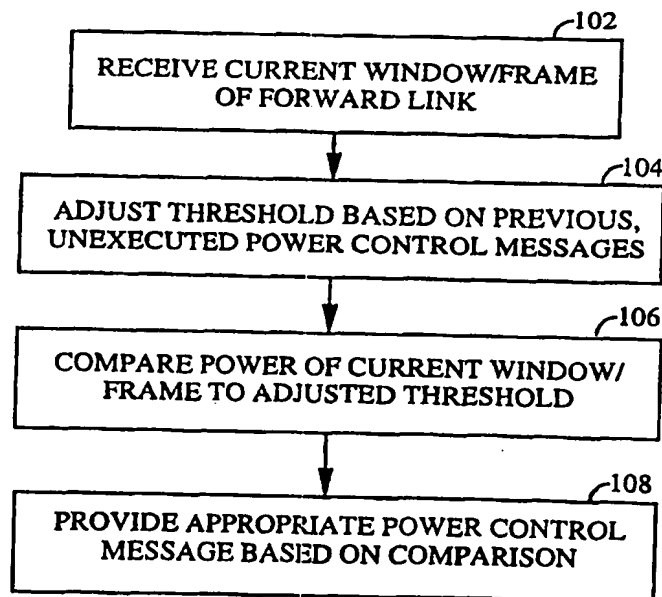 102
RECEIVE CURRENT WINDOW/FRAME
OF FORWARD LINK
104
ADJUST THRESHOLD BASED ON PREVIOUS,
UNEXECUTED POWER CONTROL MESSAGES
106
COMPARE POWER OF CURRENT WINDOW/
FRAME TO ADJUSTED THRESHOLD
108
PROVIDE APPROPRIATE POWER CONTROL
MESSAGE BASED ON COMPARISON